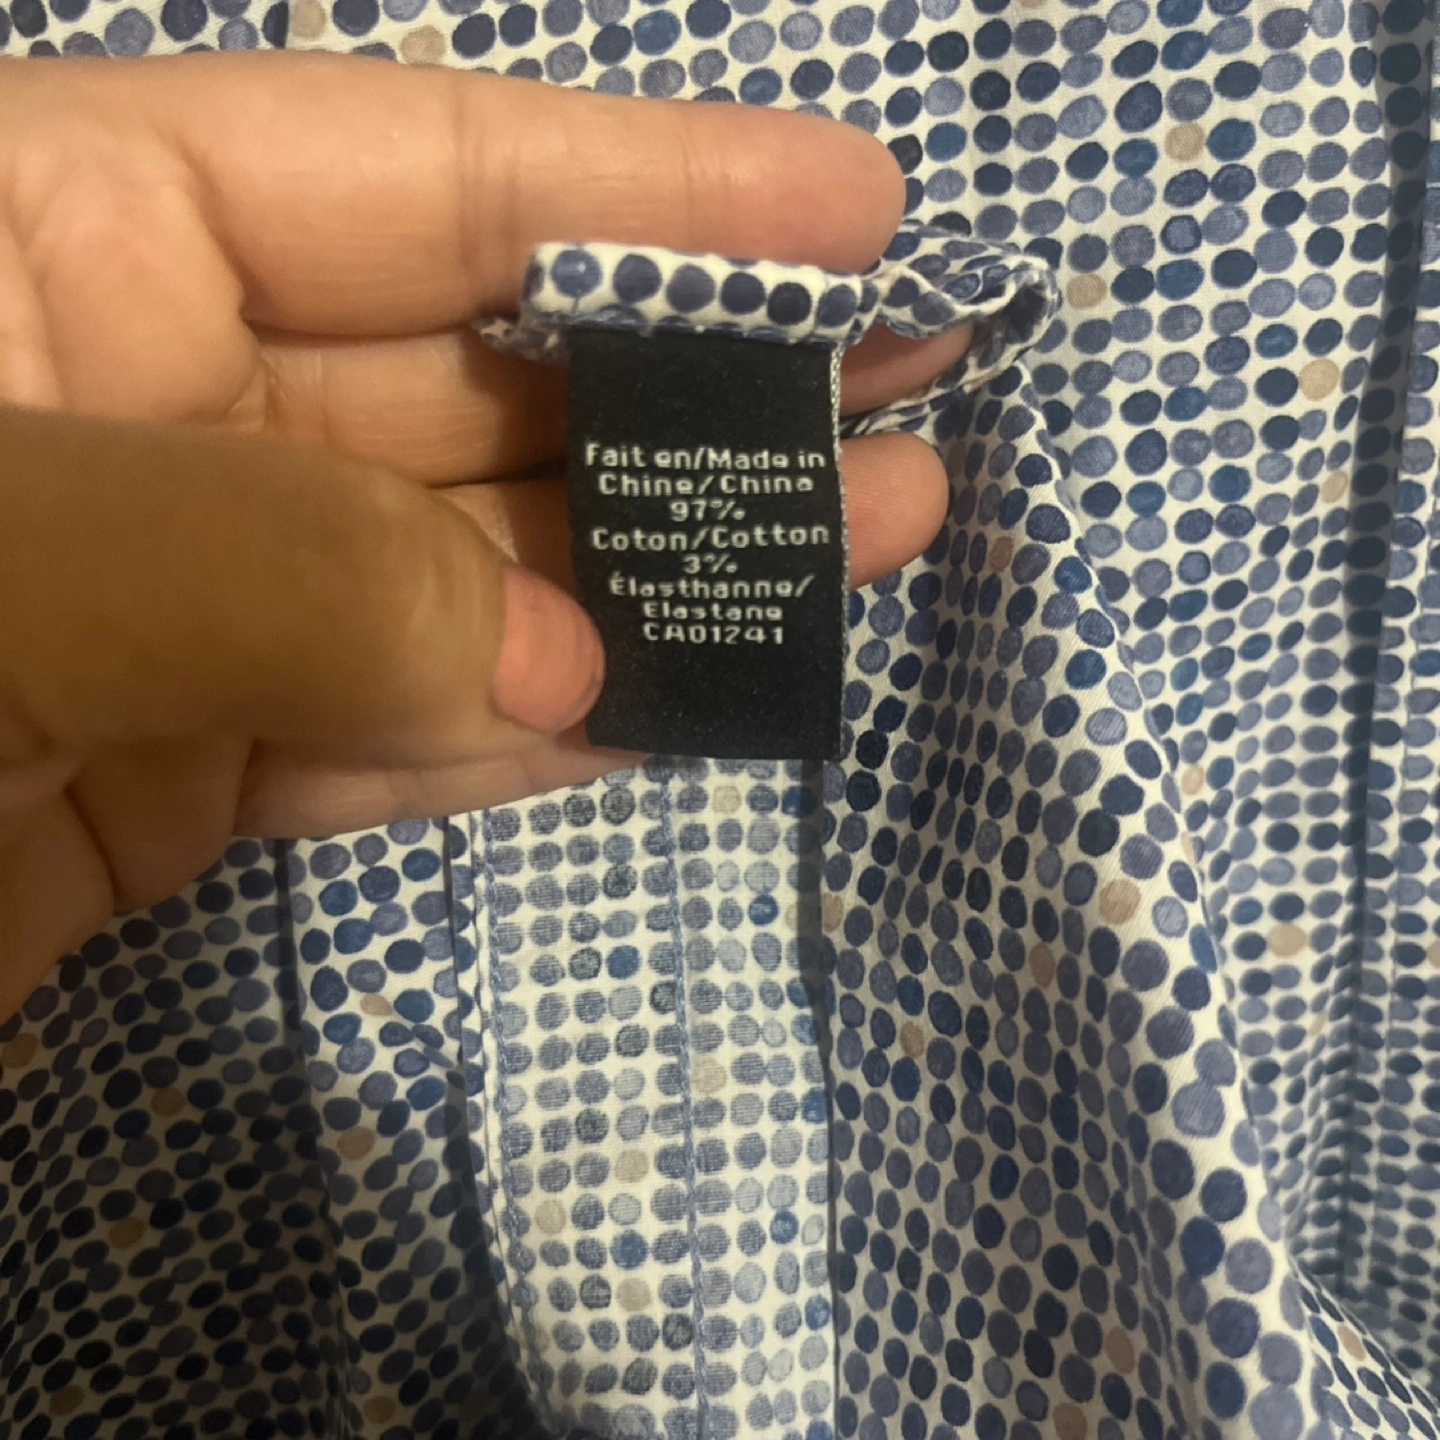 Fait en/Made in
Chine/China
97%
Coton/Cotton
3%
Élasthanne/
Elastane
CA01241